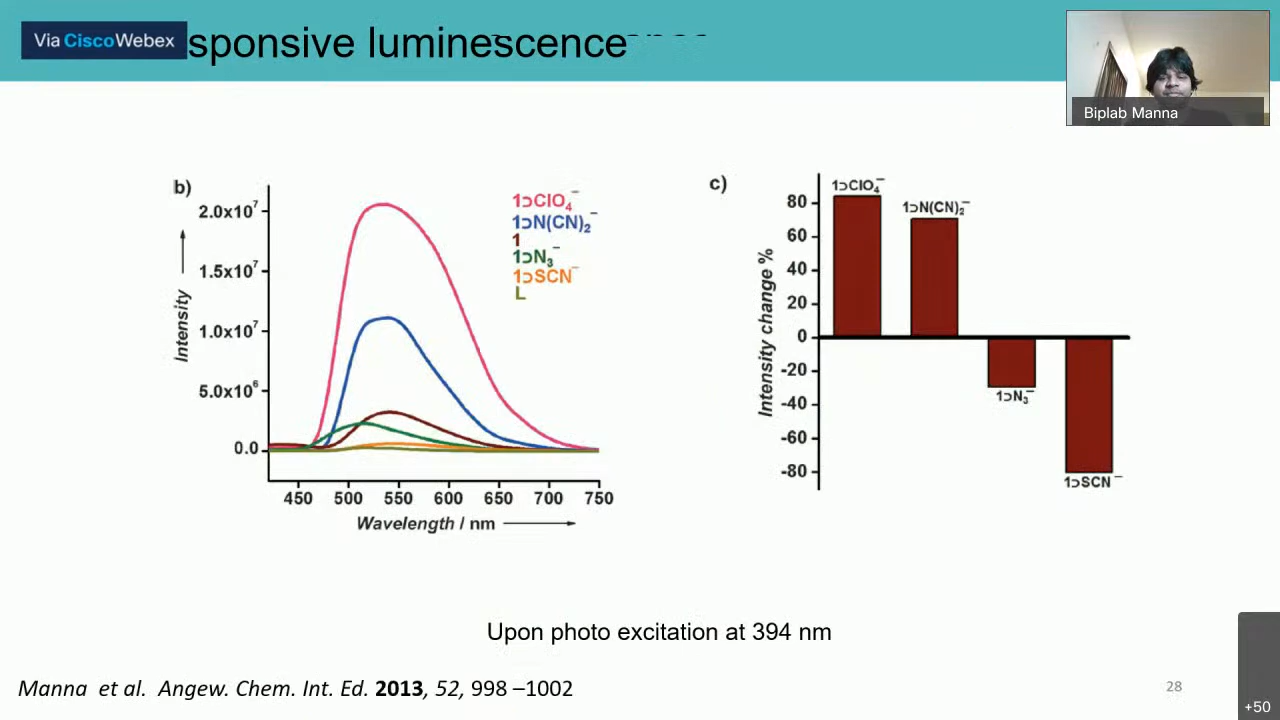 Via CiscoWebex
sponsive luminescence
Biplab Manna
b)
2.0x10⁷
1.5x10⁷
1.0x10⁷
5.0x10⁶
0.0
Intensity
450 500 550 600 650 700 750
Wavelength / nm
1⊃ClO₄⁻
1⊃N(CN)₂⁻
1
1⊃N₃⁻
1⊃SCN⁻
L
c)
80
60
40
20
0
-20
-40
-60
-80
Intensity change %
1⊃ClO₄⁻
1⊃N(CN)₂⁻
1⊃N₃⁻
1⊃SCN⁻
Upon photo excitation at 394 nm
Manna et al. Angew. Chem. Int. Ed. 2013, 52, 998 –1002
28
+50